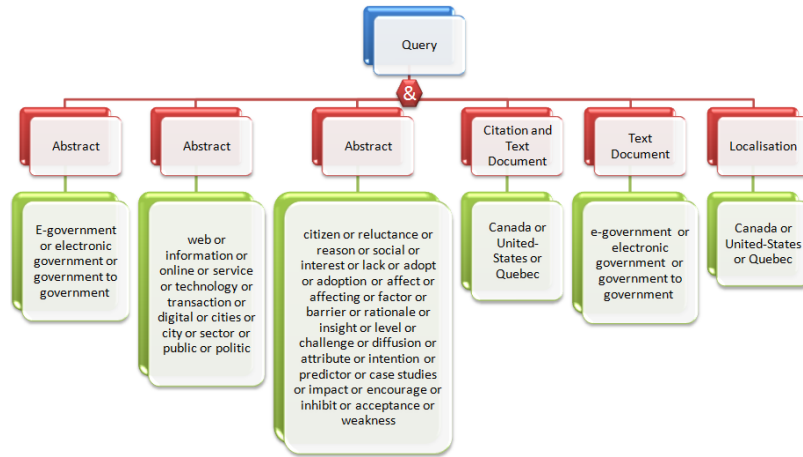 Query
&
Abstract
Abstract
Abstract
Citation and
Text
Document
Text
Document
Localisation
E-government
or electronic
government or
government to
government
web or
information or
online or service
or technology or
transaction or
digital or cities or
city or sector or
public or politic
citizen or reluctance or
reason or social or
interest or lack or adopt
or adoption or affect or
affecting or factor or
barrier or rationale or
insight or level or
challenge or diffusion or
attribute or intention or
predictor or case studies
or impact or encourage or
inhibit or acceptance or
weakness
Canada or
United-
States or
Quebec
e-government or
electronic
government or
government to
government
Canada or
United-States
or Quebec